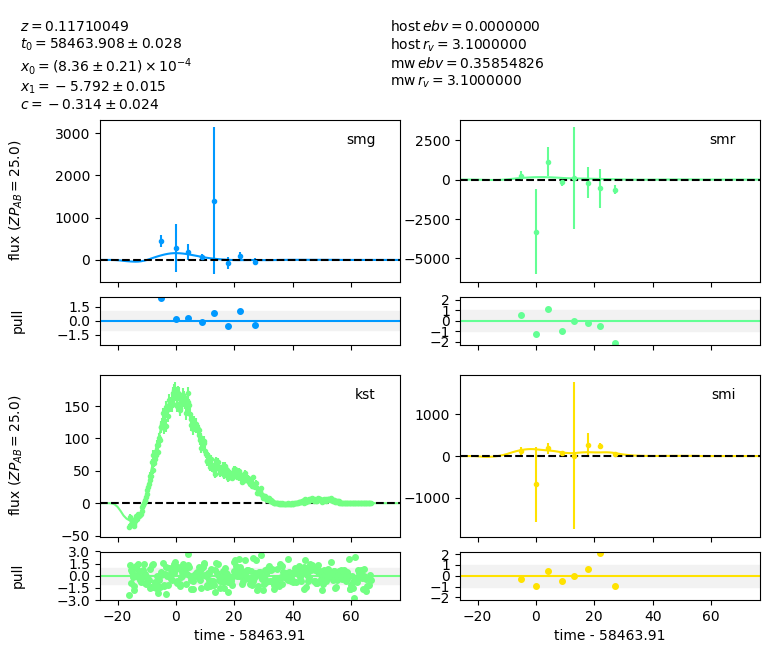 z = 0.11710049
t₀ = 58463.908 ± 0.028
x₀ = (8.36 ± 0.21) × 10⁻⁴
x₁ = −5.792 ± 0.015
c = −0.314 ± 0.024
host ebv = 0.0000000
host r_v = 3.1000000
mw ebv = 0.35854826
mw r_v = 3.1000000
smg
3000
2000
1000
0
flux (ZP_AB = 25.0)
smr
2500
0
−2500
−5000
1.5
0.0
−1.5
pull
2
1
0
−1
−2
kst
150
100
50
0
−50
flux (ZP_AB = 25.0)
smi
1000
0
−1000
3.0
1.5
0.0
−1.5
−3.0
pull
−20 0 20 40 60
time - 58463.91
2
1
0
−1
−2
−20 0 20 40 60
time - 58463.91